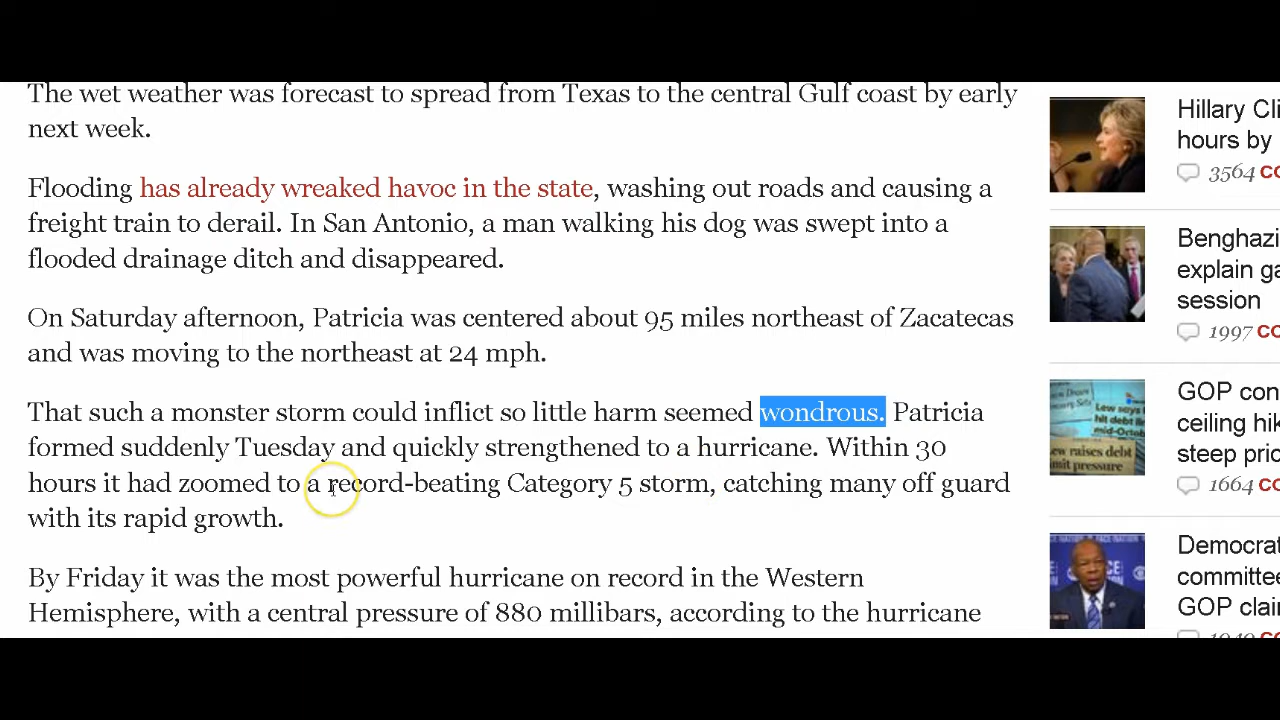 The wet weather was forecast to spread from Texas to the central Gulf coast by early
next week.
Flooding has already wreaked havoc in the state, washing out roads and causing a
freight train to derail. In San Antonio, a man walking his dog was swept into a
flooded drainage ditch and disappeared.
On Saturday afternoon, Patricia was centered about 95 miles northeast of Zacatecas
and was moving to the northeast at 24 mph.
That such a monster storm could inflict so little harm seemed wondrous. Patricia
formed suddenly Tuesday and quickly strengthened to a hurricane. Within 30
hours it had zoomed to a record-beating Category 5 storm, catching many off guard
with its rapid growth.
By Friday it was the most powerful hurricane on record in the Western
Hemisphere, with a central pressure of 880 millibars, according to the hurricane
Hillary Cli
hours by
3564 CO
Benghazi
explain ga
session
1997 CO
GOP con
ceiling hik
steep pric
1664 CO
Democrat
committee
GOP clai